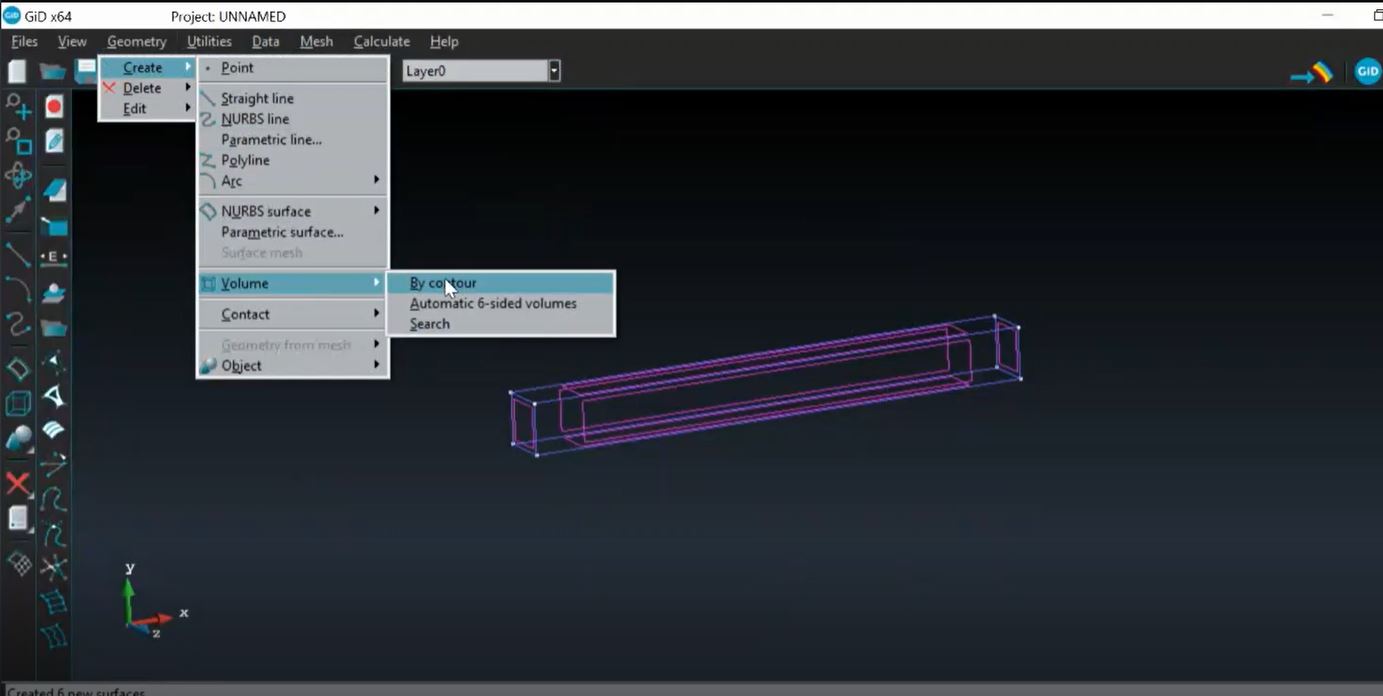 GiD GiD x64 Project: UNNAMED
Files View Geometry Utilities Data Mesh Calculate Help
Create
Delete
Edit
Point
Straight line
NURBS line
Parametric line...
Polyline
Arc
NURBS surface
Parametric surface...
Surface mesh
Volume
Contact
Geometry from mesh
Object
By contour
Automatic 6-sided volumes
Search
Layer0
GiD
E
y
x
z
Created 6 new surfaces